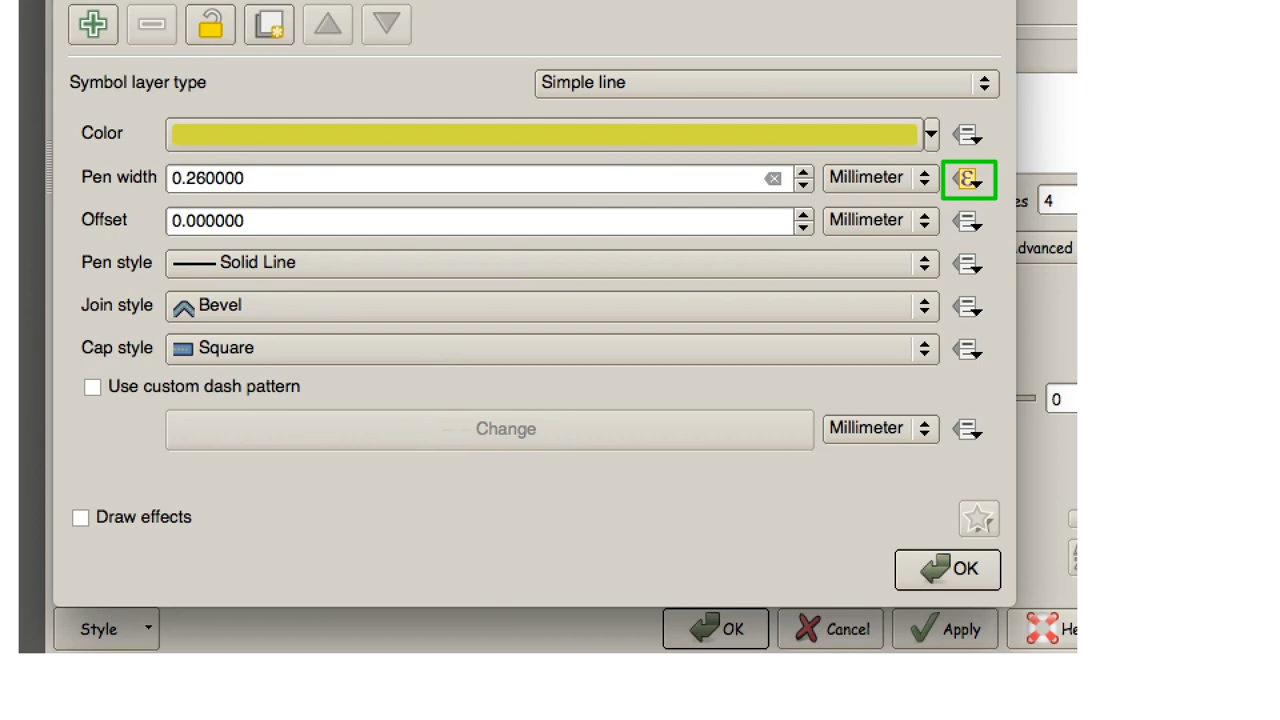 Symbol layer type Simple line
Color
Pen width 0.260000 Millimeter ε
es 4
Offset 0.000000 Millimeter
dvanced
Pen style Solid Line
Join style Bevel
Cap style Square
Use custom dash pattern
0
Change Millimeter
Draw effects
OK
Style OK Cancel Apply He